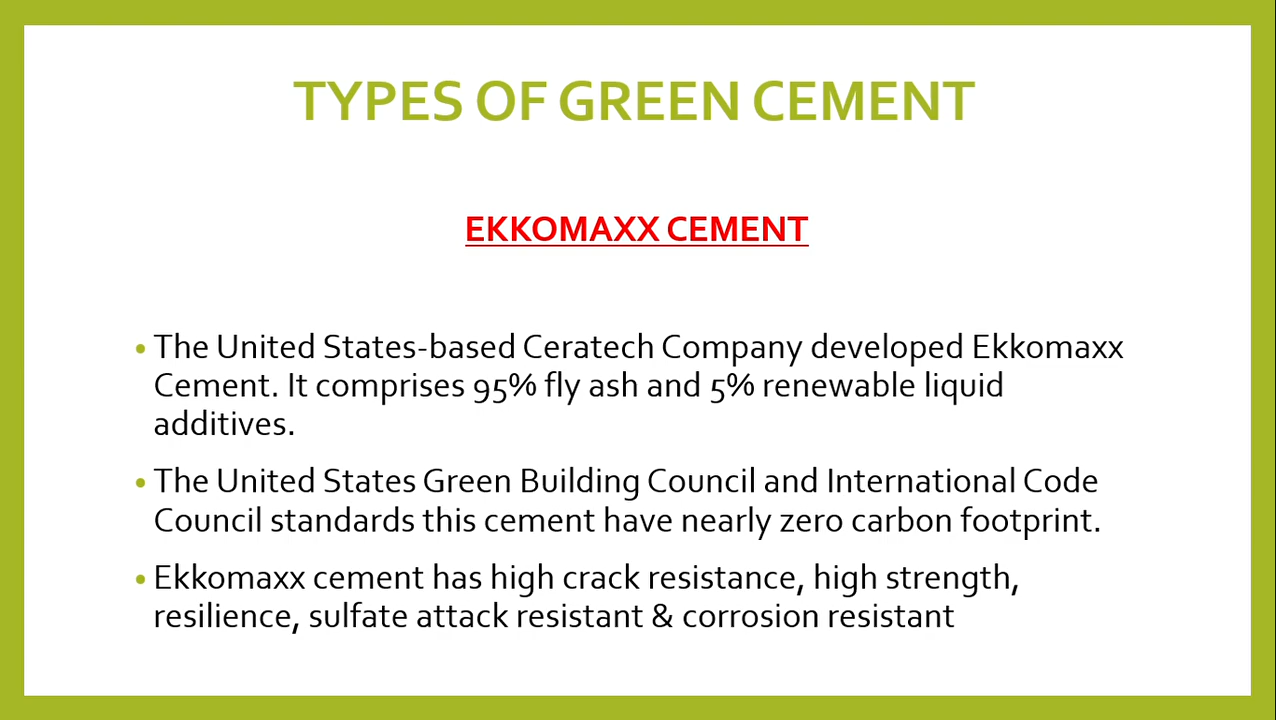 TYPES OF GREEN CEMENT
EKKOMAXX CEMENT
• The United States-based Ceratech Company developed Ekkomaxx
Cement. It comprises 95% fly ash and 5% renewable liquid
additives.
• The United States Green Building Council and International Code
Council standards this cement have nearly zero carbon footprint.
• Ekkomaxx cement has high crack resistance, high strength,
resilience, sulfate attack resistant & corrosion resistant